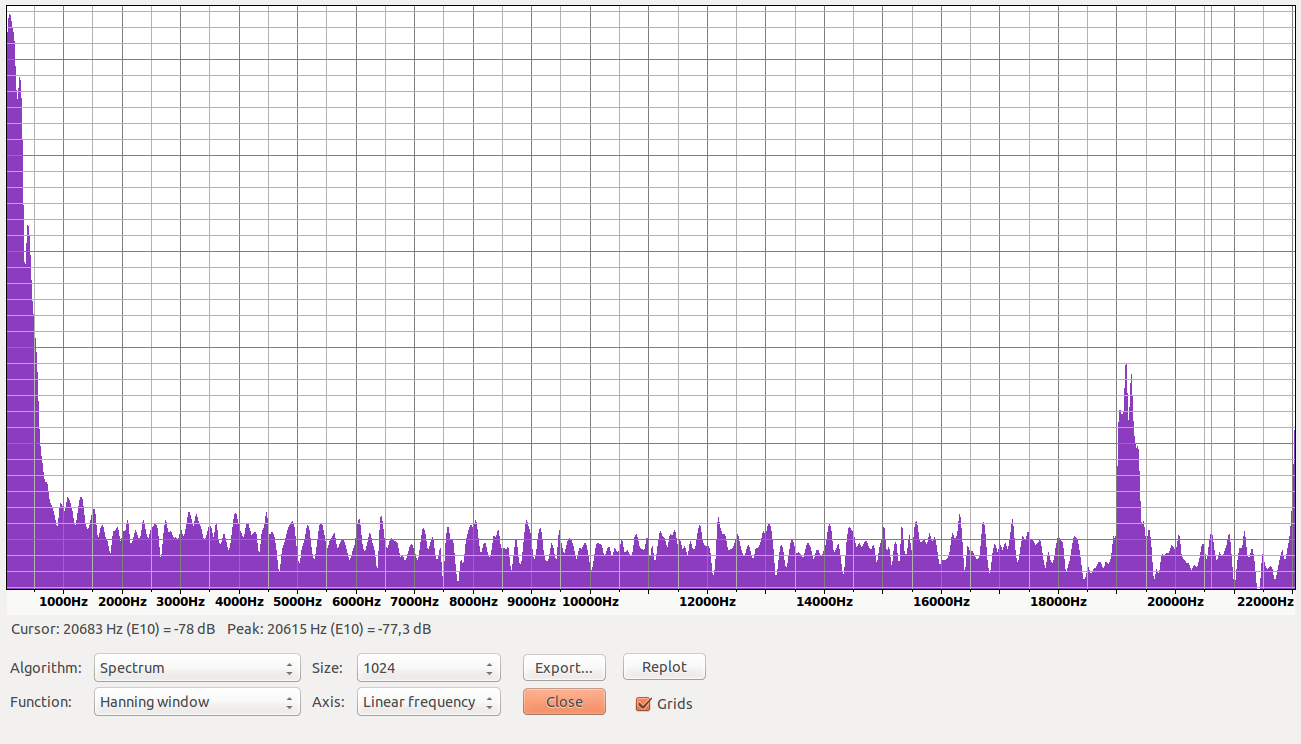 1000Hz 2000Hz 3000Hz 4000Hz 5000Hz 6000Hz 7000Hz 8000Hz 9000Hz 10000Hz 12000Hz 14000Hz 16000Hz 18000Hz 20000Hz 22000Hz
Cursor: 20683 Hz (E10) = -78 dB Peak: 20615 Hz (E10) = -77,3 dB
Algorithm: Spectrum Size: 1024 Export... Replot
Function: Hanning window Axis: Linear frequency Close Grids